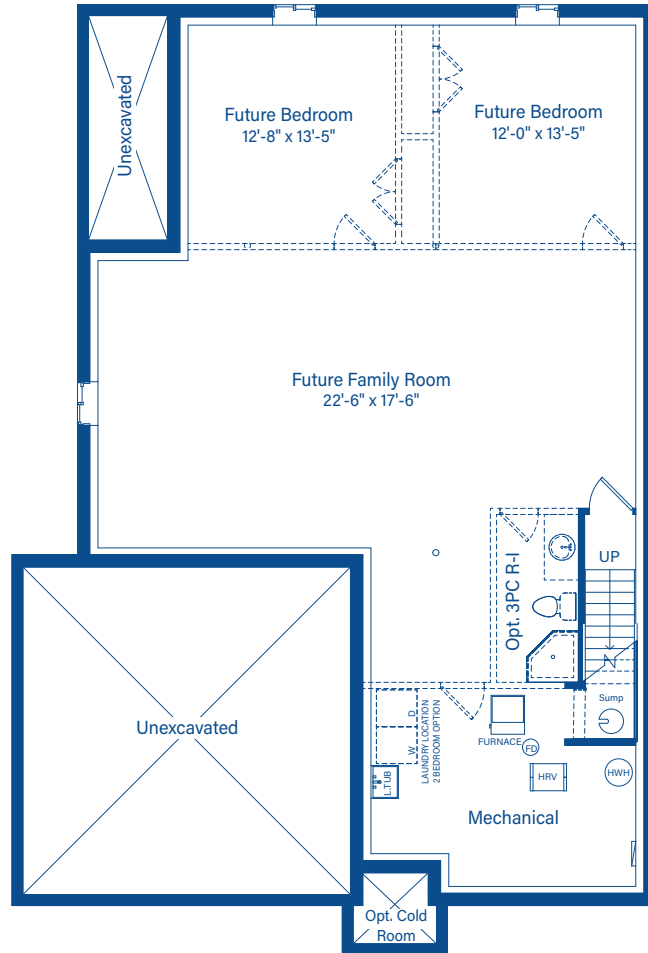 Unexcavated
Future Bedroom
12'-8" x 13'-5"
Future Bedroom
12'-0" x 13'-5"
Future Family Room
22'-6" x 17'-6"
UP
Opt. 3PC R-I
Unexcavated
Sump
D
W
LAUNDRY LOCATION
2 BEDROOM OPTION
FURNACE
FD
L.TUB
HRV
HWH
Mechanical
Opt. Cold
Room